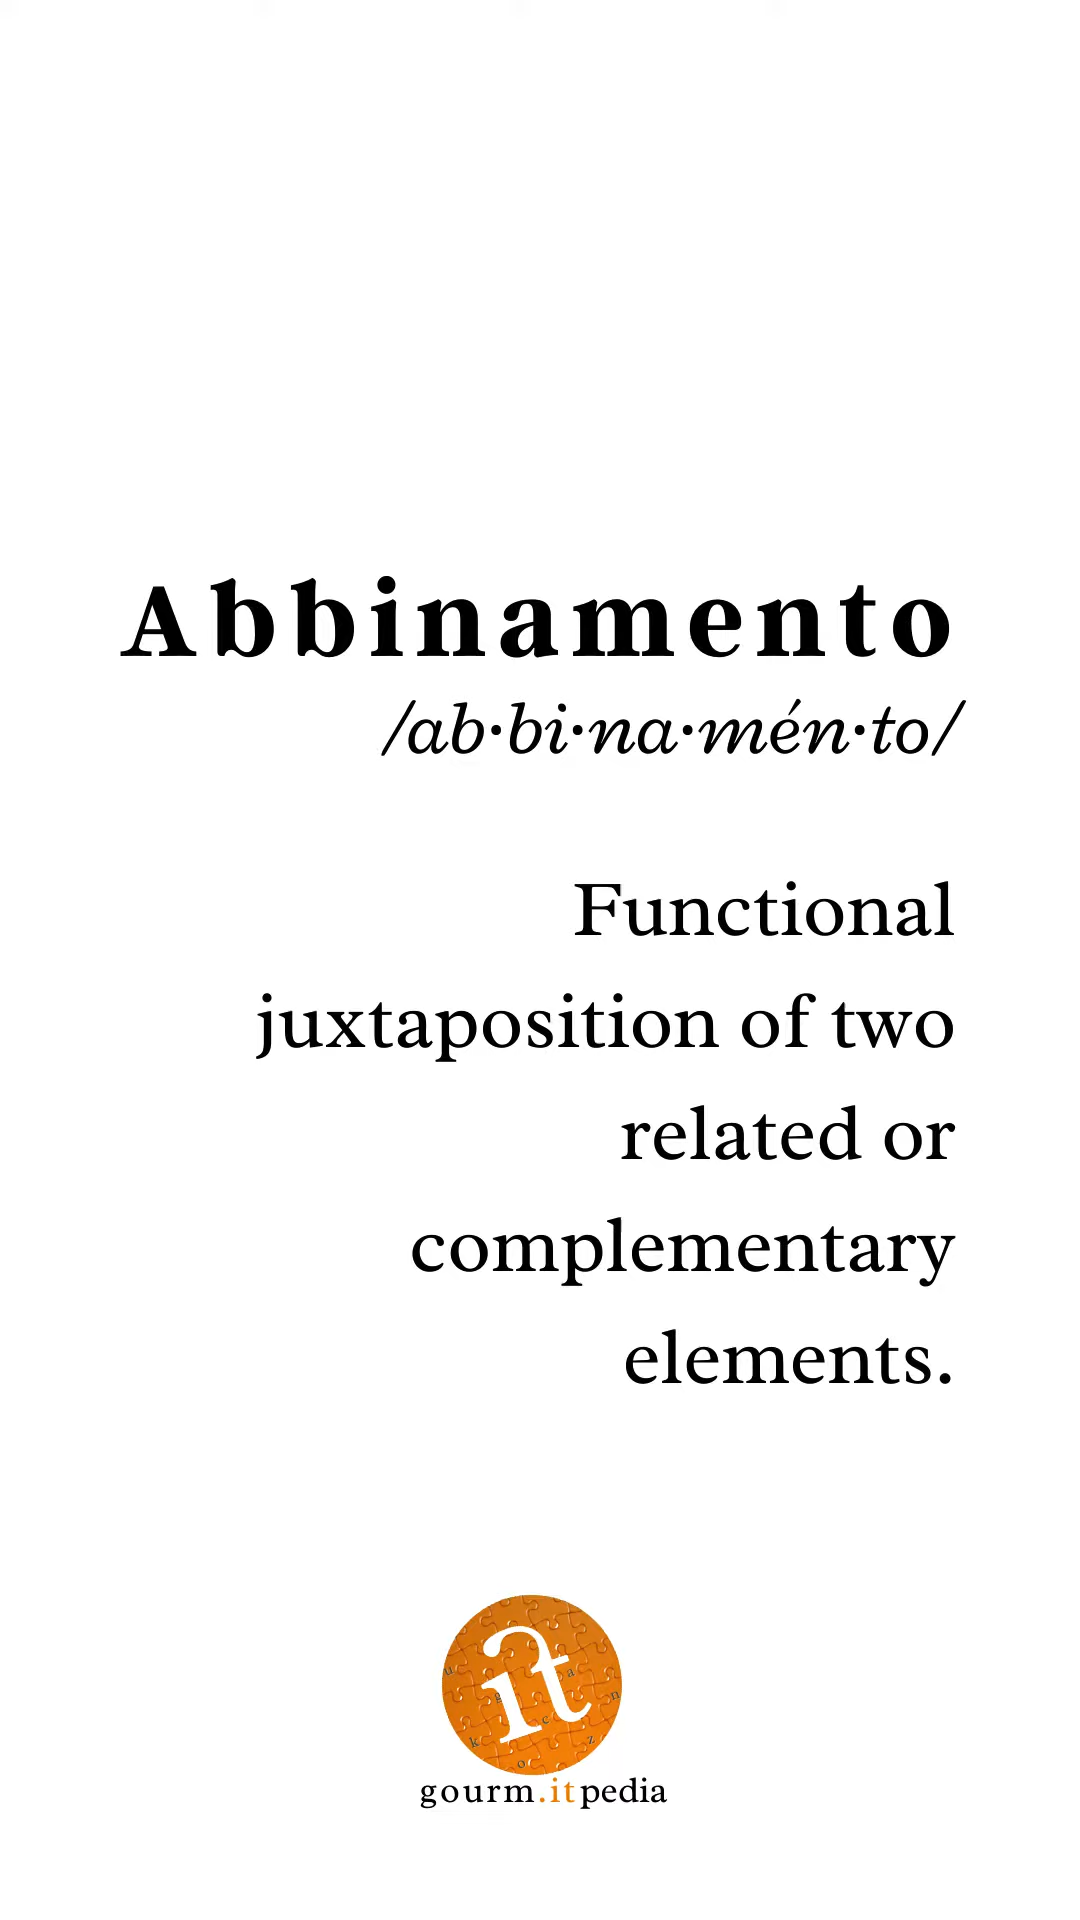 Abbinamento
/ab·bi·na·mén·to/
Functional
juxtaposition of two
related or
complementary
elements.
it
gourm.itpedia